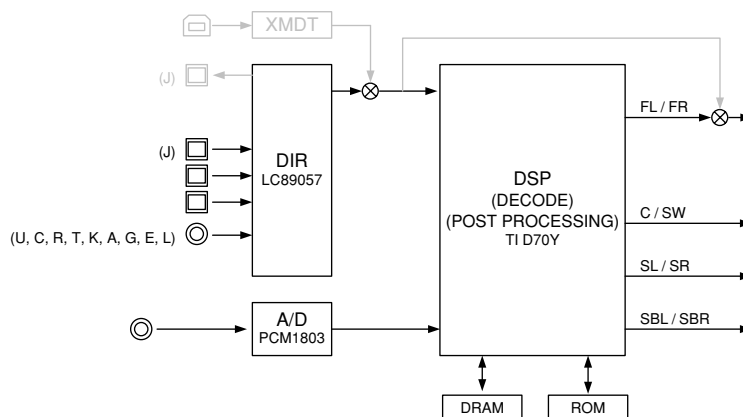 XMDT
(J)
FL / FR
(J)
DIR
LC89057
DSP
(DECODE)
(POST PROCESSING)
TI D70Y
C / SW
(U, C, R, T, K, A, G, E, L)
SL / SR
A/D
PCM1803
SBL / SBR
DRAM
ROM